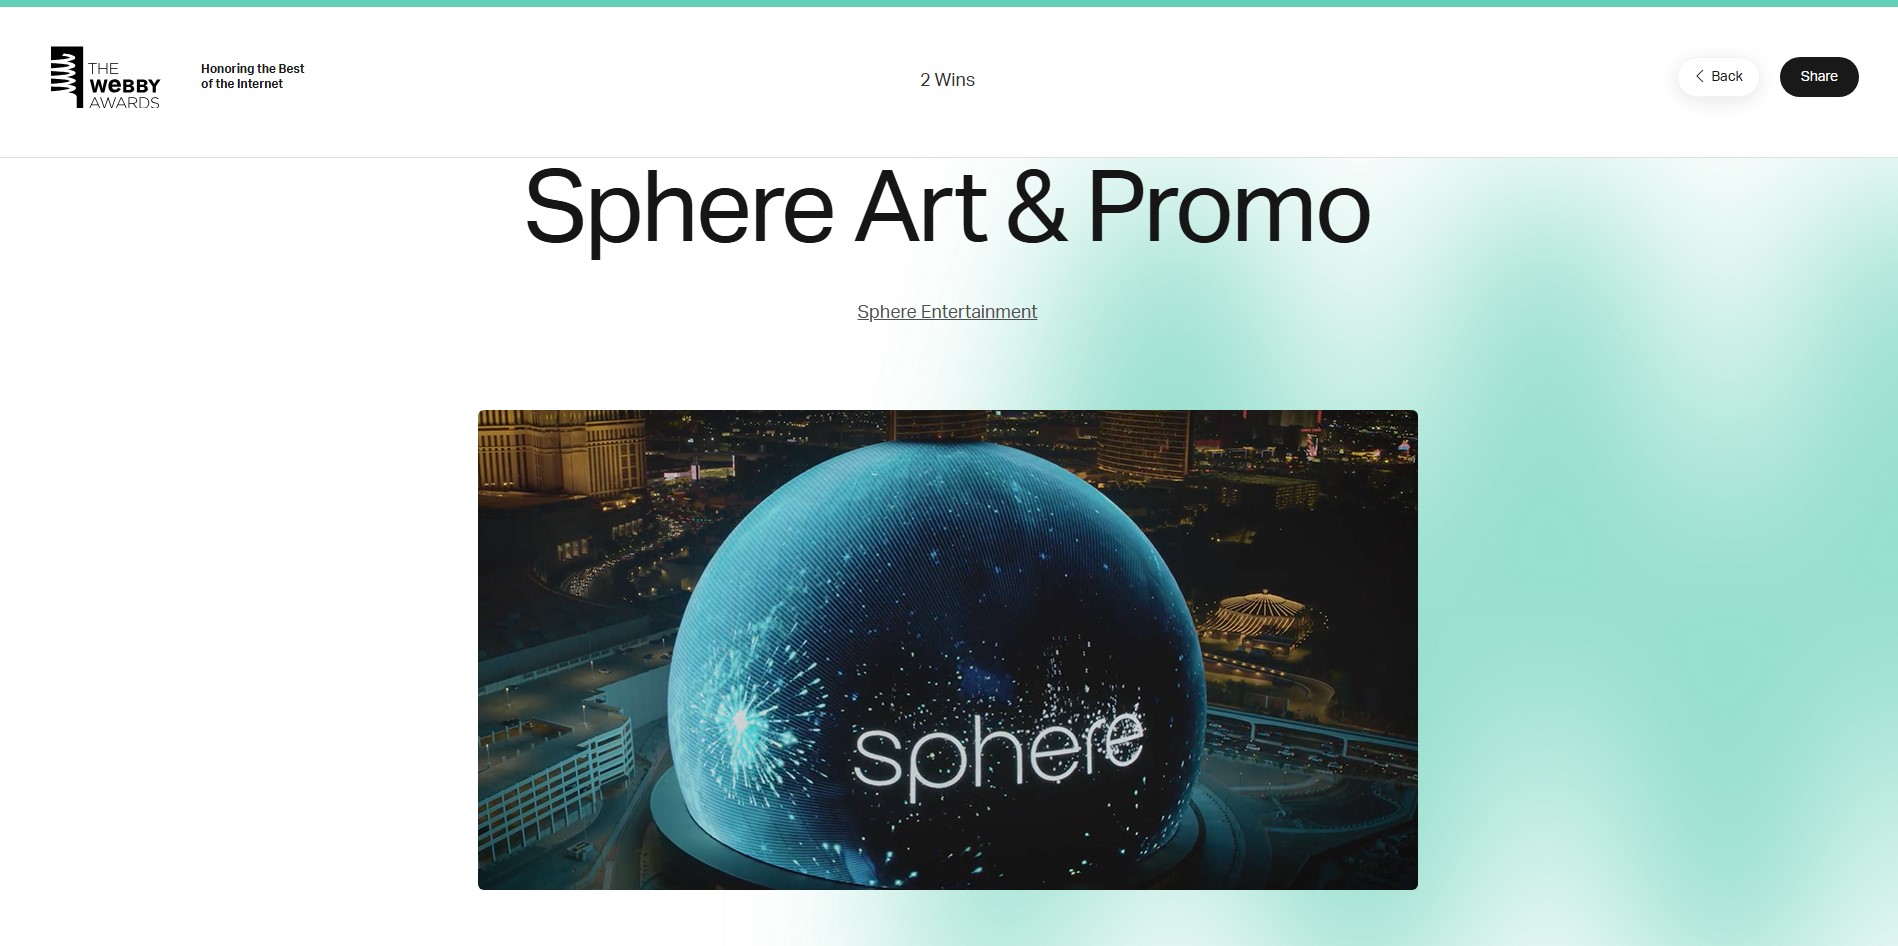 THE
WEBBY
AWARDS
Honoring the Best
of the Internet
2 Wins
Back
Share
Sphere Art & Promo
Sphere Entertainment
sphere